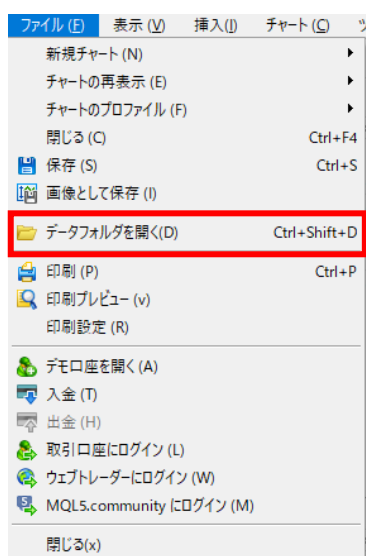 ファイル (F) 表示 (V) 挿入(I) チャート (C)
新規チャート (N)
チャートの再表示 (E)
チャートのプロファイル (F)
閉じる (C) Ctrl+F4
保存 (S) Ctrl+S
画像として保存 (I)
データフォルダを開く(D) Ctrl+Shift+D
印刷 (P) Ctrl+P
印刷プレビュー (v)
印刷設定 (R)
デモ口座を開く (A)
入金 (T)
出金 (H)
取引口座にログイン (L)
ウェブトレーダーにログイン (W)
MQL5.community にログイン (M)
閉じる(x)